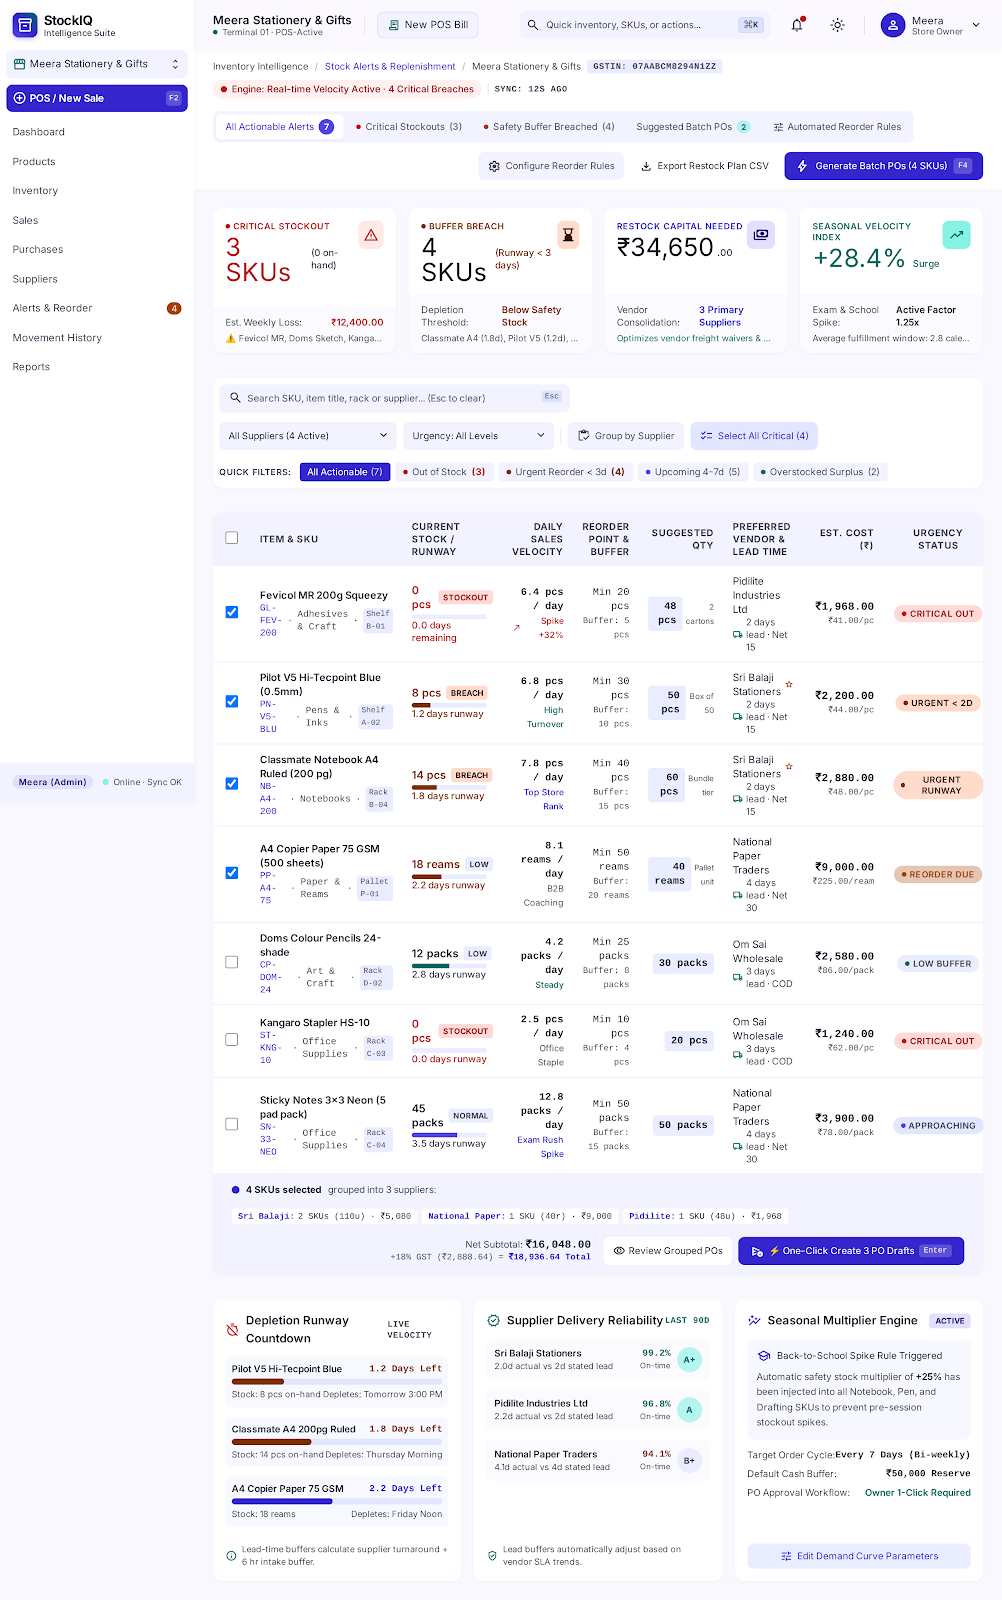 StockIQ
Intelligence Suite
Meera Stationery & Gifts
POS / New Sale F2
Dashboard
Products
Inventory
Sales
Purchases
Suppliers
Alerts & Reorder 4
Movement History
Reports
Meera (Admin) Online · Sync OK
Meera Stationery & Gifts
Terminal 01 · POS-Active
New POS Bill
Quick inventory, SKUs, or actions... ⌘K
Meera
Store Owner
Inventory Intelligence / Stock Alerts & Replenishment / Meera Stationery & Gifts GSTIN: 07AABCM8294N1ZZ
Engine: Real-time Velocity Active · 4 Critical Breaches SYNC: 12S AGO
All Actionable Alerts 7 Critical Stockouts (3) Safety Buffer Breached (4) Suggested Batch POs 2 Automated Reorder Rules
Configure Reorder Rules Export Restock Plan CSV Generate Batch POs (4 SKUs) F4
CRITICAL STOCKOUT
3 SKUs (0 on-hand)
Est. Weekly Loss: ₹12,400.00
⚠️ Fevicol MR, Doms Sketch, Kanga...
BUFFER BREACH
4 SKUs (Runway < 3 days)
Depletion Threshold: Below Safety Stock
Classmate A4 (1.8d), Pilot V5 (1.2d), ...
RESTOCK CAPITAL NEEDED
₹34,650 .00
Vendor Consolidation: 3 Primary Suppliers
Optimizes vendor freight waivers & ...
SEASONAL VELOCITY INDEX
+28.4% Surge
Exam & School Spike: Active Factor 1.25x
Average fulfillment window: 2.8 cale...
Search SKU, item title, rack or supplier... (Esc to clear) Esc
All Suppliers (4 Active) Urgency: All Levels Group by Supplier Select All Critical (4)
QUICK FILTERS: All Actionable (7) Out of Stock (3) Urgent Reorder < 3d (4) Upcoming 4-7d (5) Overstocked Surplus (2)
ITEM & SKU CURRENT STOCK / RUNWAY DAILY SALES VELOCITY REORDER POINT & BUFFER SUGGESTED QTY PREFERRED VENDOR & LEAD TIME EST. COST (₹) URGENCY STATUS
Fevicol MR 200g Squeezy GL-FEV-200 · Adhesives & Craft · Shelf B-01 0 pcs STOCKOUT 0.0 days remaining 6.4 pcs / day ↗ Spike +32% Min 20 pcs Buffer: 5 pcs 48 pcs 2 cartons Pidilite Industries Ltd 2 days lead · Net 15 ₹1,968.00 ₹41.00/pc CRITICAL OUT
Pilot V5 Hi-Tecpoint Blue (0.5mm) PN-V5-BLU · Pens & Inks · Shelf A-02 8 pcs BREACH 1.2 days runway 6.8 pcs / day High Turnover Min 30 pcs Buffer: 10 pcs 50 pcs Box of 50 Sri Balaji Stationers 2 days lead · Net 15 ₹2,200.00 ₹44.00/pc URGENT < 2D
Classmate Notebook A4 Ruled (200 pg) NB-A4-200 · Notebooks · Rack B-04 14 pcs BREACH 1.8 days runway 7.8 pcs / day Top Store Rank Min 40 pcs Buffer: 15 pcs 60 pcs Bundle tier Sri Balaji Stationers 2 days lead · Net 15 ₹2,880.00 ₹48.00/pc URGENT RUNWAY
A4 Copier Paper 75 GSM (500 sheets) PP-A4-75 · Paper & Reams · Pallet P-01 18 reams LOW 2.2 days runway 8.1 reams / day B2B Coaching Min 50 reams Buffer: 20 reams 40 reams Pallet unit National Paper Traders 4 days lead · Net 30 ₹9,000.00 ₹225.00/ream REORDER DUE
Doms Colour Pencils 24-shade CP-DOM-24 · Art & Craft · Rack D-02 12 packs LOW 2.8 days runway 4.2 packs / day Steady Min 25 packs Buffer: 8 packs 30 packs Om Sai Wholesale 3 days lead · COD ₹2,580.00 ₹86.00/pack LOW BUFFER
Kangaro Stapler HS-10 ST-KNG-10 · Office Supplies · Rack C-03 0 pcs STOCKOUT 0.0 days runway 2.5 pcs / day Office Staple Min 10 pcs Buffer: 4 pcs 20 pcs Om Sai Wholesale 3 days lead · COD ₹1,240.00 ₹62.00/pc CRITICAL OUT
Sticky Notes 3×3 Neon (5 pad pack) SN-33-NEO · Office Supplies · Rack C-04 45 packs NORMAL 3.5 days runway 12.8 packs / day Exam Rush Spike Min 50 packs Buffer: 15 packs 50 packs National Paper Traders 4 days lead · Net 30 ₹3,900.00 ₹78.00/pack APPROACHING
4 SKUs selected grouped into 3 suppliers:
Sri Balaji: 2 SKUs (110u) · ₹5,080 National Paper: 1 SKU (40r) · ₹9,000 Pidilite: 1 SKU (48u) · ₹1,968
Net Subtotal: ₹16,048.00
+18% GST (₹2,888.64) = ₹18,936.64 Total
Review Grouped POs ⚡ One-Click Create 3 PO Drafts Enter
Depletion Runway Countdown LIVE VELOCITY
Pilot V5 Hi-Tecpoint Blue 1.2 Days Left
Stock: 8 pcs on-hand Depletes: Tomorrow 3:00 PM
Classmate A4 200pg Ruled 1.8 Days Left
Stock: 14 pcs on-hand Depletes: Thursday Morning
A4 Copier Paper 75 GSM 2.2 Days Left
Stock: 18 reams Depletes: Friday Noon
Lead-time buffers calculate supplier turnaround + 6 hr intake buffer.
Supplier Delivery Reliability LAST 90D
Sri Balaji Stationers 99.2% A+
2.0d actual vs 2d stated lead On-time
Pidilite Industries Ltd 96.8% A
2.2d actual vs 2d stated lead On-time
National Paper Traders 94.1% B+
4.1d actual vs 4d stated lead On-time
Lead buffers automatically adjust based on vendor SLA trends.
Seasonal Multiplier Engine ACTIVE
Back-to-School Spike Rule Triggered
Automatic safety stock multiplier of +25% has
been injected into all Notebook, Pen, and
Drafting SKUs to prevent pre-session
stockout spikes.
Target Order Cycle: Every 7 Days (Bi-weekly)
Default Cash Buffer: ₹50,000 Reserve
PO Approval Workflow: Owner 1-Click Required
Edit Demand Curve Parameters